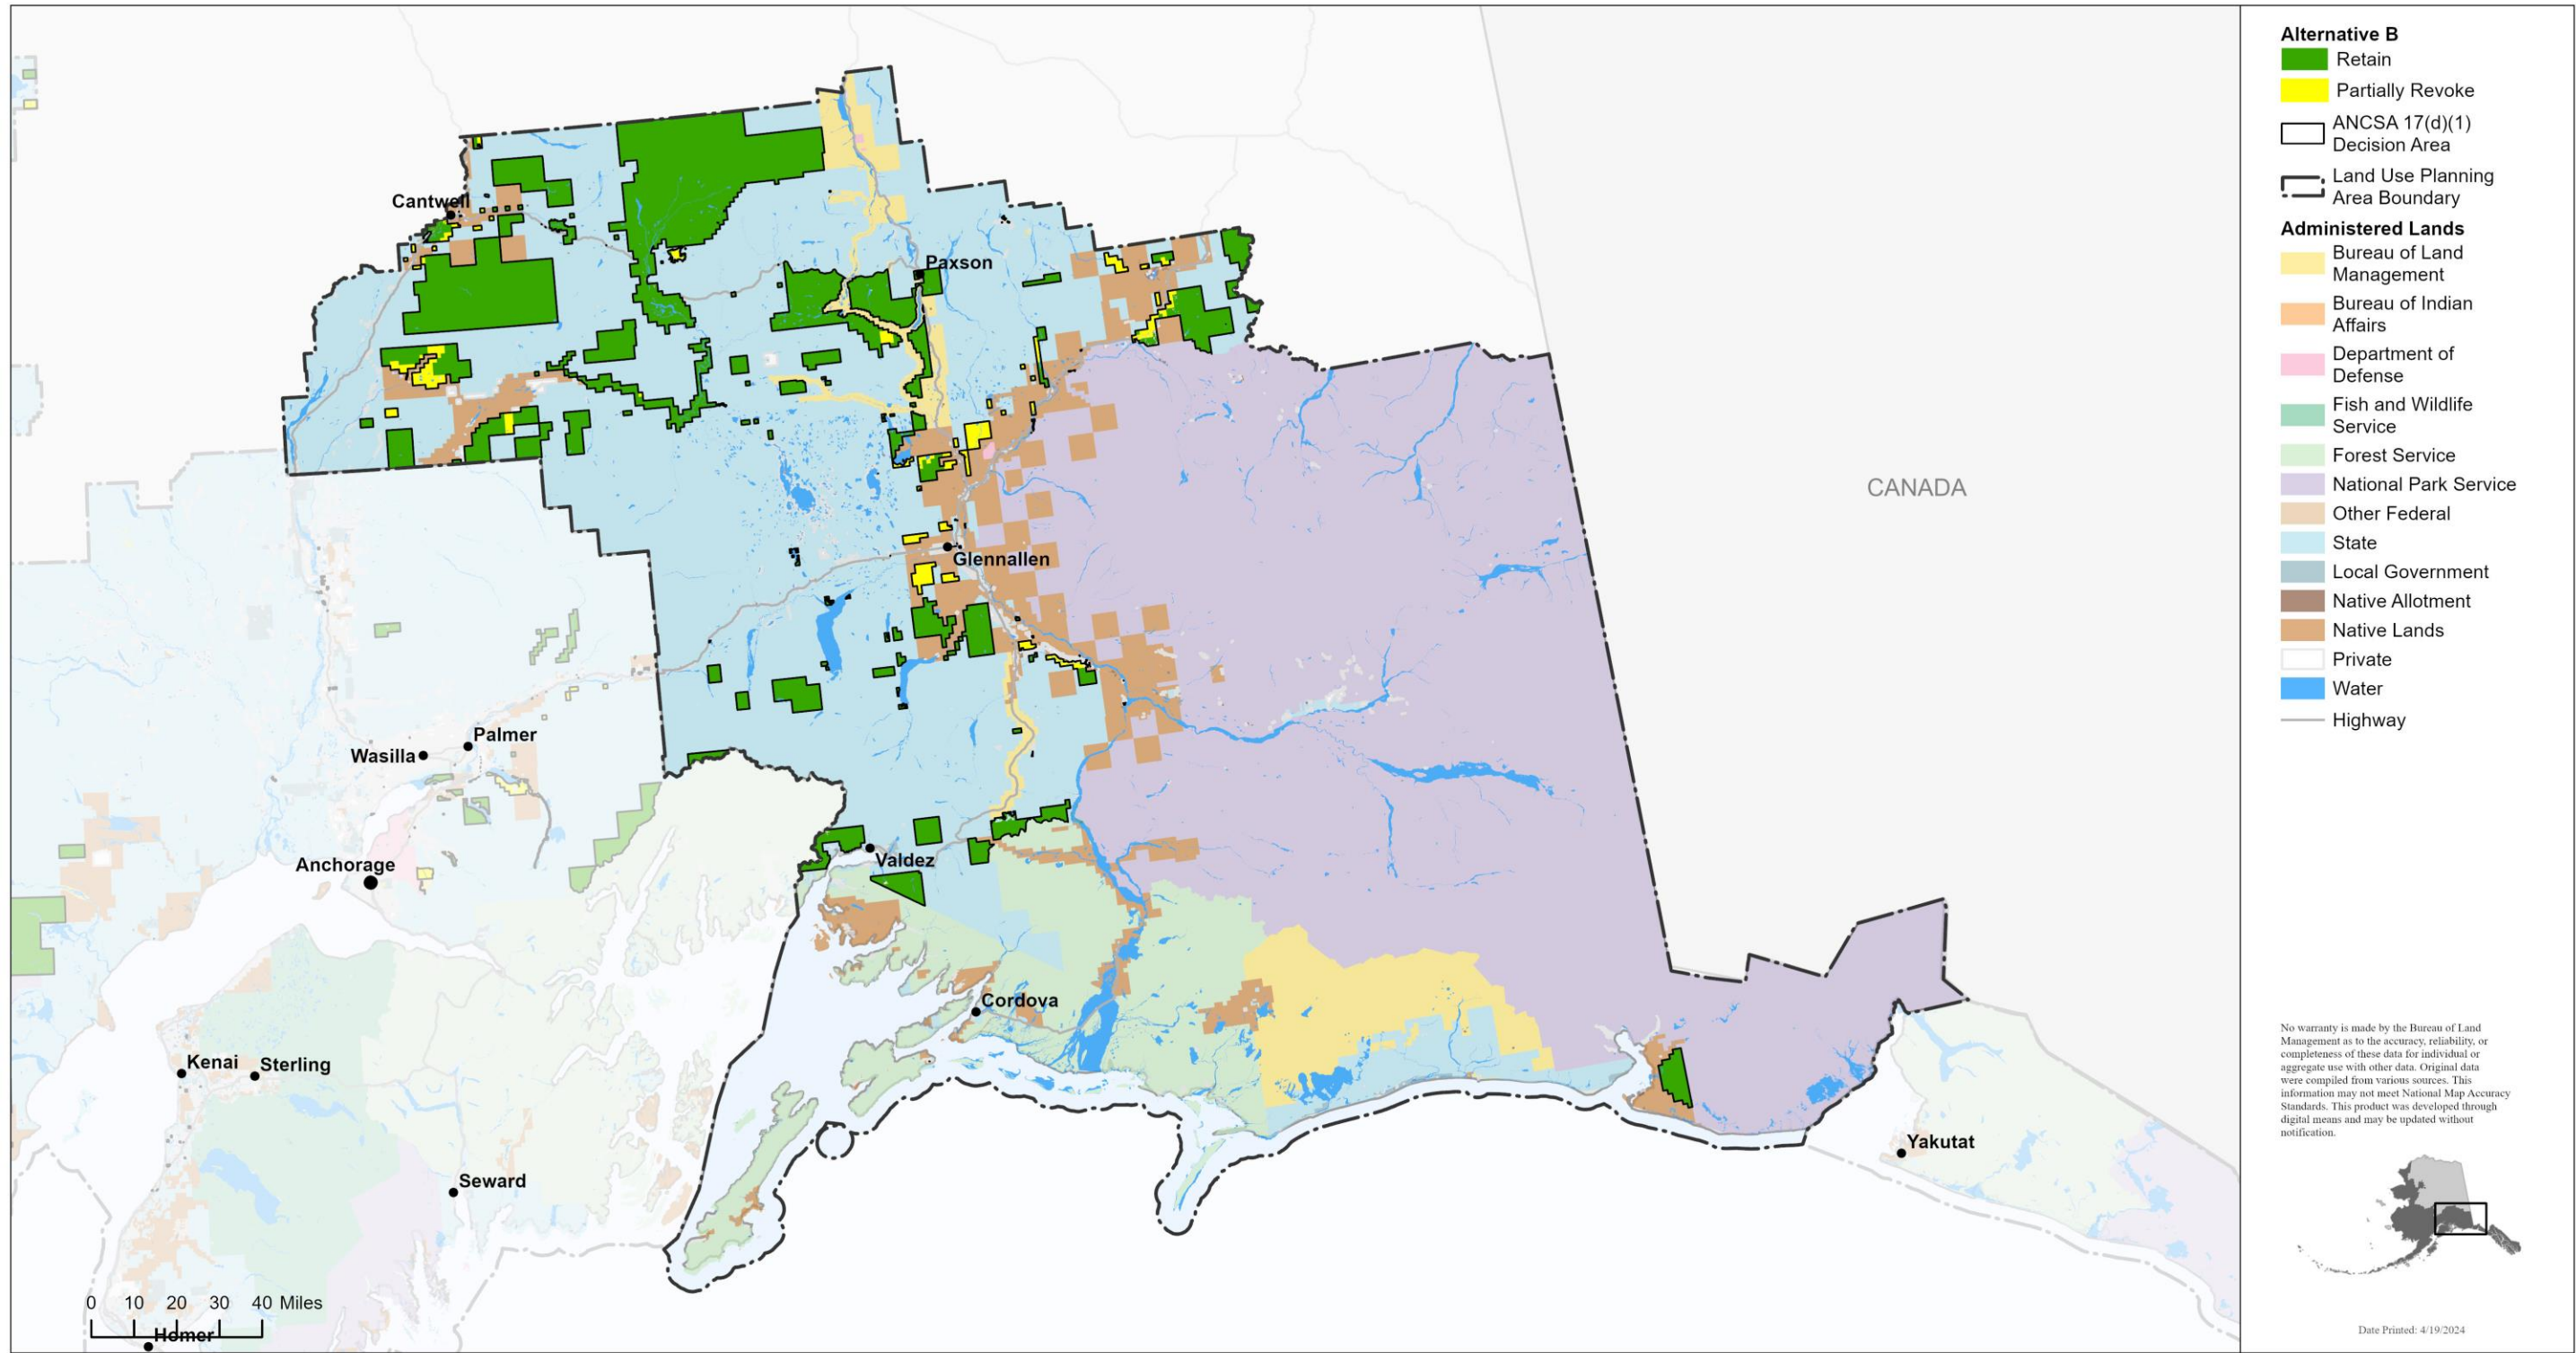 Cantwell
Paxson
CANADA
Glennallen
Palmer
Wasilla
Anchorage
Valdez
Cordova
Kenai
Sterling
Yakutat
Seward
0 10 20 30 40 Miles
Homer
Alternative B
Retain
Partially Revoke
ANCSA 17(d)(1)
Decision Area
Land Use Planning
Area Boundary
Administered Lands
Bureau of Land
Management
Bureau of Indian
Affairs
Department of
Defense
Fish and Wildlife
Service
Forest Service
National Park Service
Other Federal
State
Local Government
Native Allotment
Native Lands
Private
Water
Highway
No warranty is made by the Bureau of Land
Management as to the accuracy, reliability, or
completeness of these data for individual or
aggregate use with other data. Original data
were compiled from various sources. This
information may not meet National Map Accuracy
Standards. This product was developed through
digital means and may be updated without
notification.
Date Printed: 4/19/2024